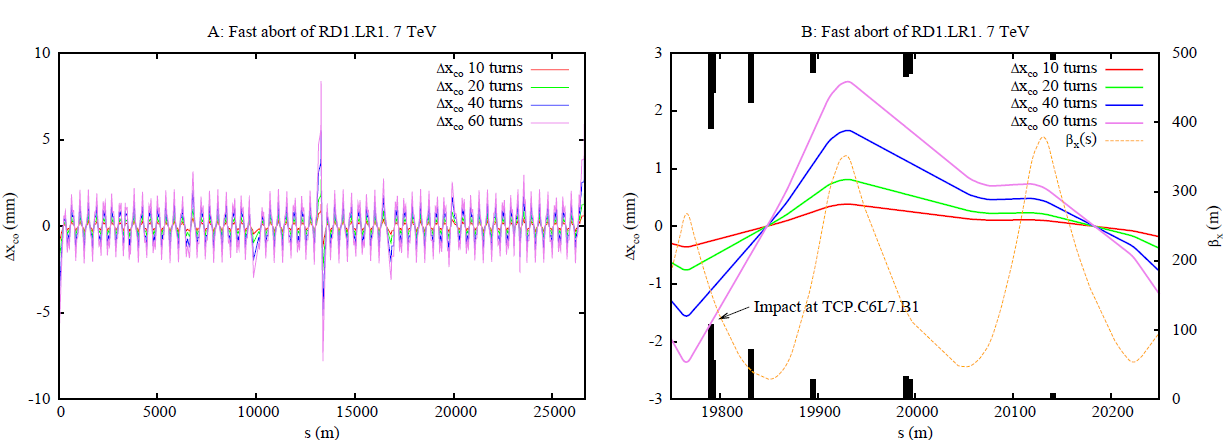 A: Fast abort of RD1.LR1. 7 TeV
Δxco 10 turns
Δxco 20 turns
Δxco 40 turns
Δxco 60 turns
10
5
0
-5
-10
Δxco (mm)
0
5000
10000
15000
20000
25000
s (m)
B: Fast abort of RD1.LR1. 7 TeV
Δxco 10 turns
Δxco 20 turns
Δxco 40 turns
Δxco 60 turns
βx(s)
3
2
1
0
-1
-2
-3
Δxco (mm)
500
400
300
200
100
0
βx (m)
Impact at TCP.C6L7.B1
19800
19900
20000
20100
20200
s (m)